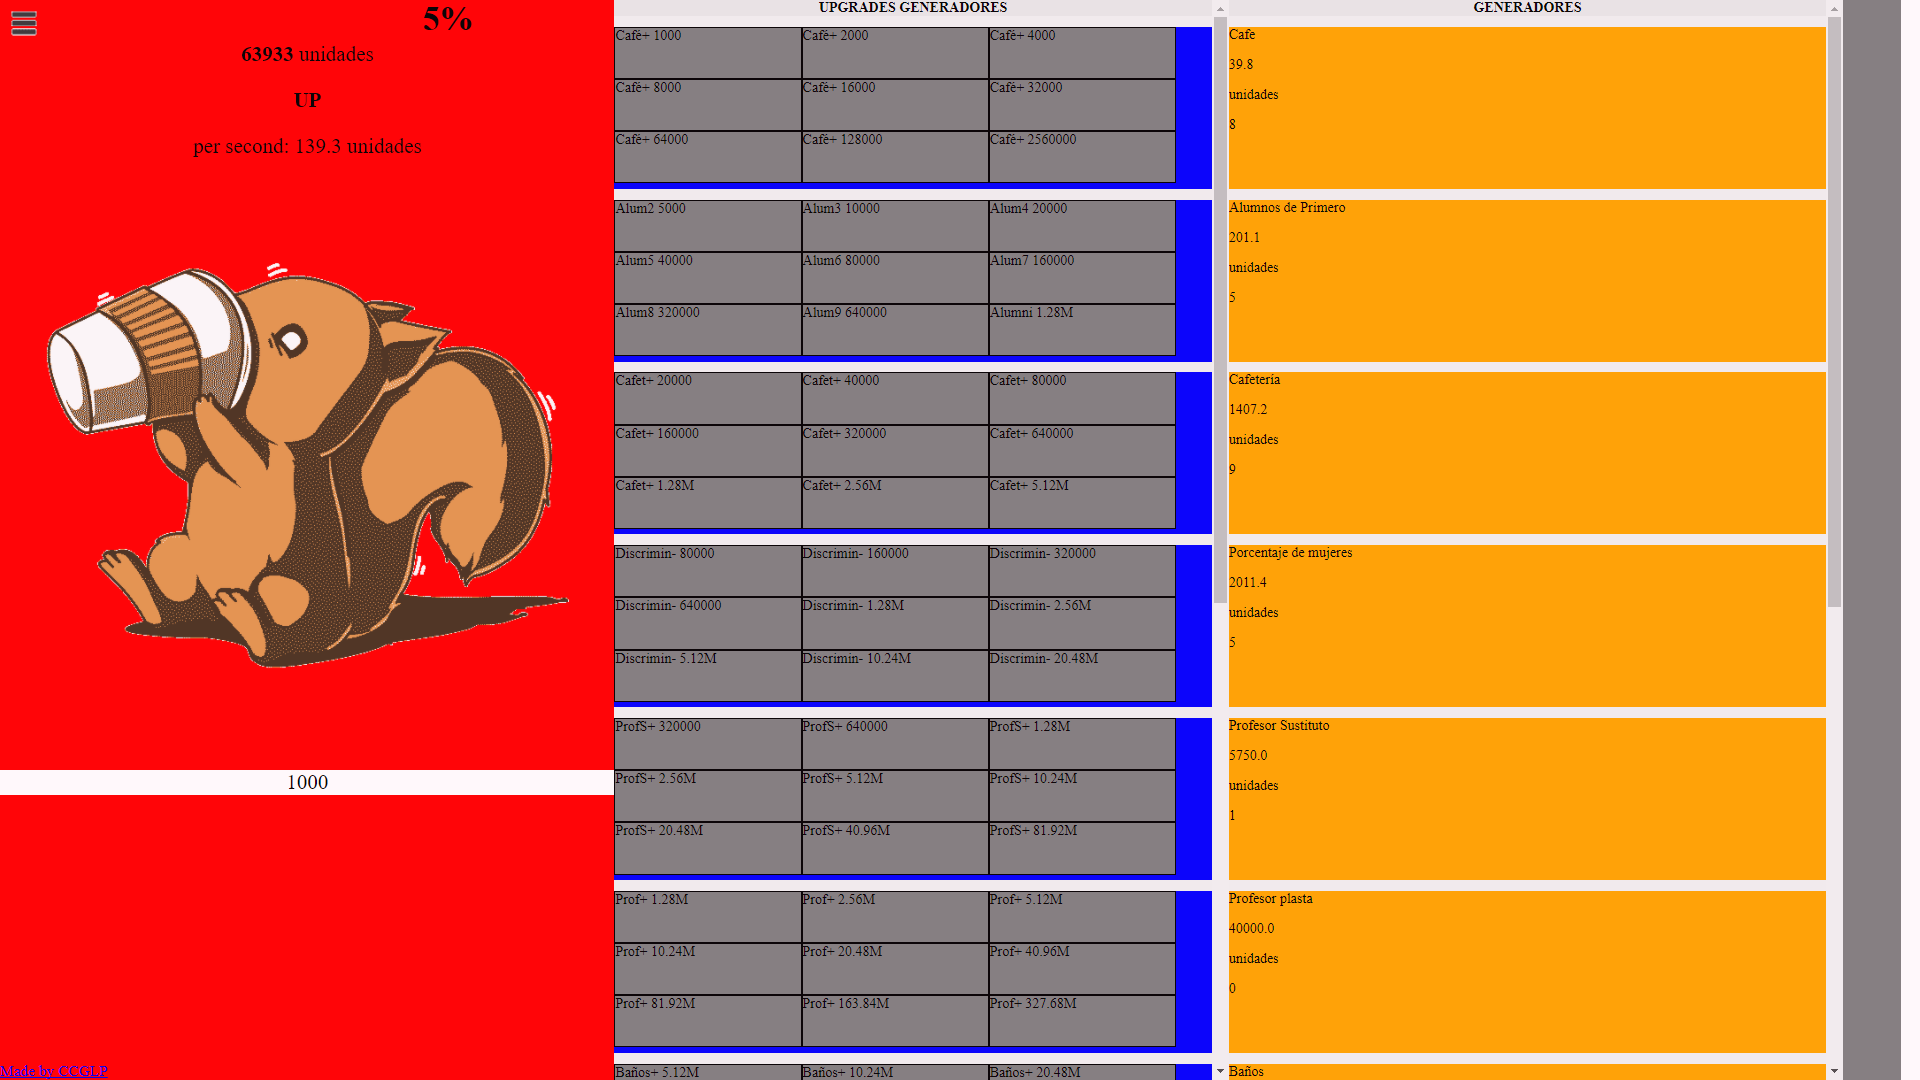 5%
63933 unidades
UP
per second: 139.3 unidades
1000
Made by CCGLP
UPGRADES GENERADORES
Café+ 1000 Café+ 2000 Café+ 4000
Café+ 8000 Café+ 16000 Café+ 32000
Café+ 64000 Café+ 128000 Café+ 2560000
Alum2 5000 Alum3 10000 Alum4 20000
Alum5 40000 Alum6 80000 Alum7 160000
Alum8 320000 Alum9 640000 Alumni 1.28M
Cafet+ 20000 Cafet+ 40000 Cafet+ 80000
Cafet+ 160000 Cafet+ 320000 Cafet+ 640000
Cafet+ 1.28M Cafet+ 2.56M Cafet+ 5.12M
Discrimin- 80000 Discrimin- 160000 Discrimin- 320000
Discrimin- 640000 Discrimin- 1.28M Discrimin- 2.56M
Discrimin- 5.12M Discrimin- 10.24M Discrimin- 20.48M
ProfS+ 320000 ProfS+ 640000 ProfS+ 1.28M
ProfS+ 2.56M ProfS+ 5.12M ProfS+ 10.24M
ProfS+ 20.48M ProfS+ 40.96M ProfS+ 81.92M
Prof+ 1.28M Prof+ 2.56M Prof+ 5.12M
Prof+ 10.24M Prof+ 20.48M Prof+ 40.96M
Prof+ 81.92M Prof+ 163.84M Prof+ 327.68M
Baños+ 5.12M Baños+ 10.24M Baños+ 20.48M
GENERADORES
Cafe
39.8
unidades
8
Alumnos de Primero
201.1
unidades
5
Cafetería
1407.2
unidades
9
Porcentaje de mujeres
2011.4
unidades
5
Profesor Sustituto
5750.0
unidades
1
Profesor plasta
40000.0
unidades
0
Baños